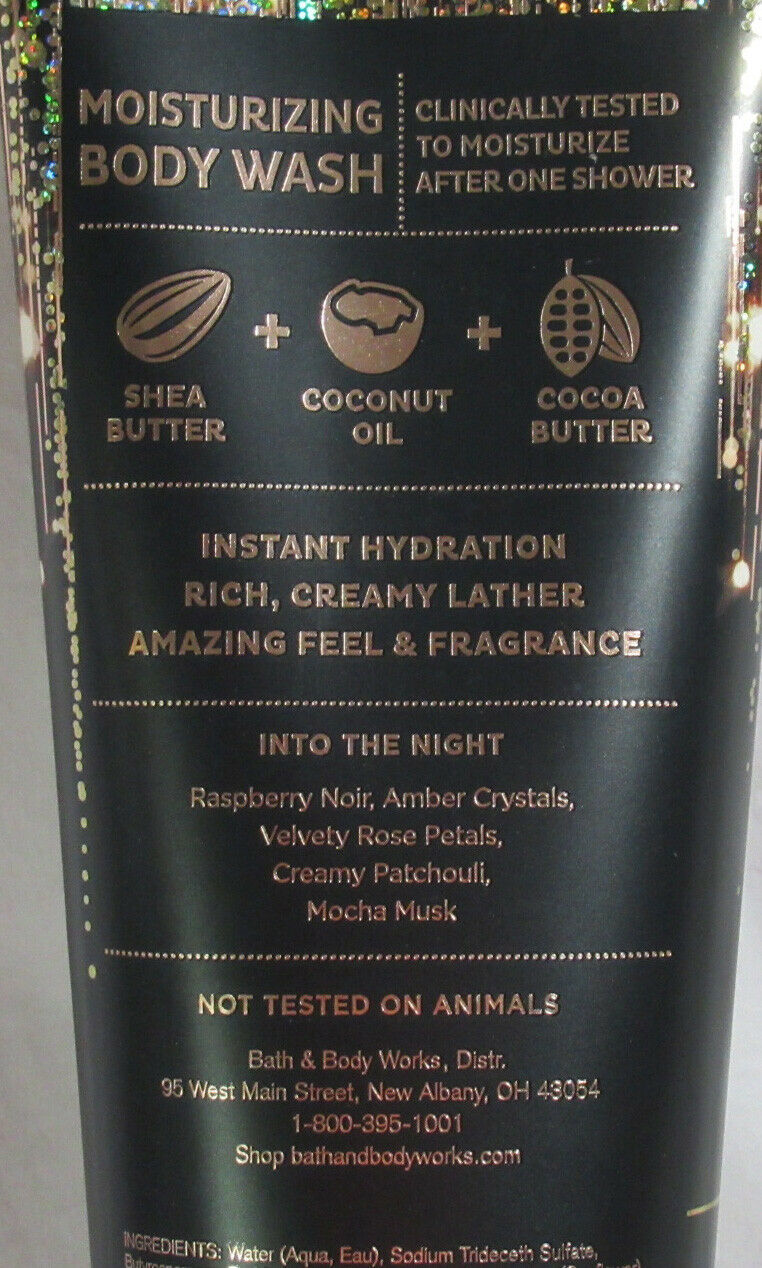 MOISTURIZING
BODY WASH
CLINICALLY TESTED
TO MOISTURIZE
AFTER ONE SHOWER
SHEA
BUTTER
+
COCONUT
OIL
+
COCOA
BUTTER
INSTANT HYDRATION
RICH, CREAMY LATHER
AMAZING FEEL & FRAGRANCE
INTO THE NIGHT
Raspberry Noir, Amber Crystals,
Velvety Rose Petals,
Creamy Patchouli,
Mocha Musk
NOT TESTED ON ANIMALS
Bath & Body Works, Distr.
95 West Main Street, New Albany, OH 43054
1-800-395-1001
Shop bathandbodyworks.com
INGREDIENTS: Water (Aqua, Eau), Sodium Trideceth Sulfate,